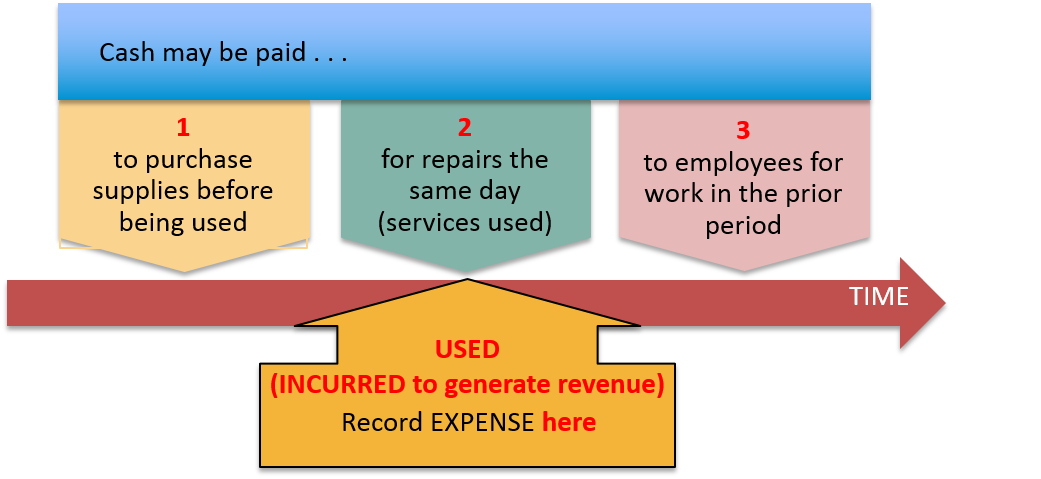 Cash may be paid . . .
1
to purchase
supplies before
being used
2
for repairs the
same day
(services used)
3
to employees for
work in the prior
period
TIME
USED
(INCURRED to generate revenue)
Record EXPENSE here